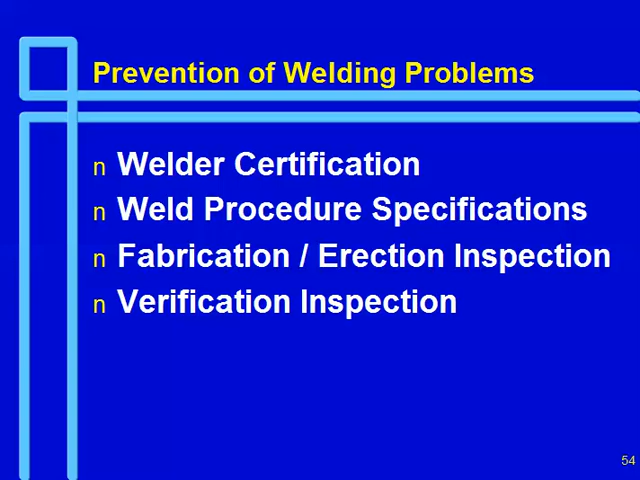 Prevention of Welding Problems
n Welder Certification
n Weld Procedure Specifications
n Fabrication / Erection Inspection
n Verification Inspection
54